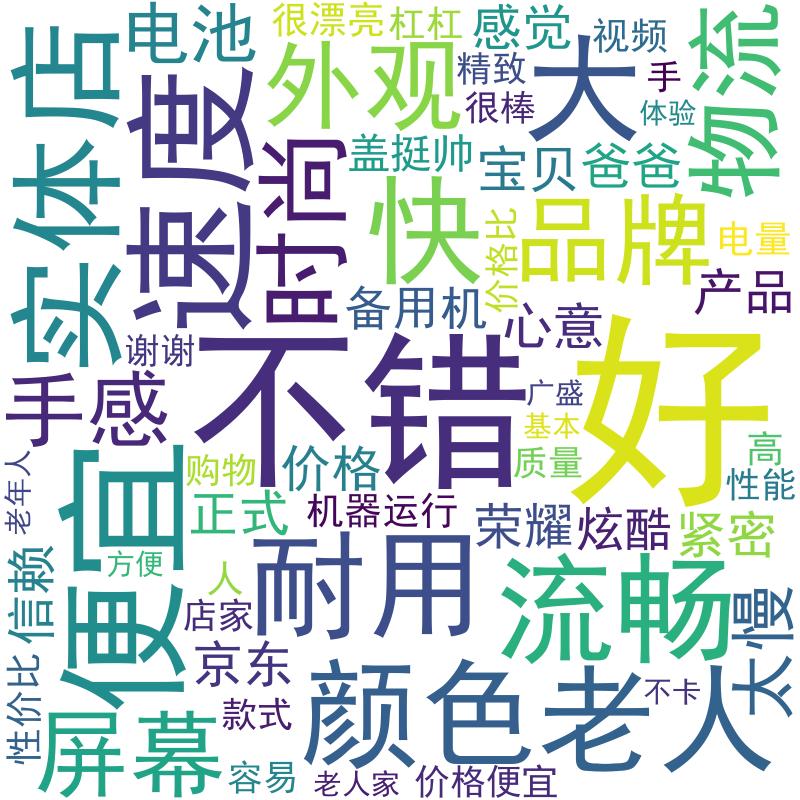 电池
很漂亮
杠杠
感觉
视频
物流
实体店
速度
外观
精致
大
手
很棒
体验
时尚
盖挺帅
宝贝
爸爸
快
价格比
品牌
电量
产品
备用机
心意
谢谢
不错
好
手感
广盛
基本
购物
价格
质量
高
性能
老年人
便宜
正式
机器运行
荣耀
炫酷
紧密
信赖
方便
人
耐用
流畅
太慢
店家
京东
颜色
老人
不卡
性价比
屏幕
款式
容易
老人家
价格便宜